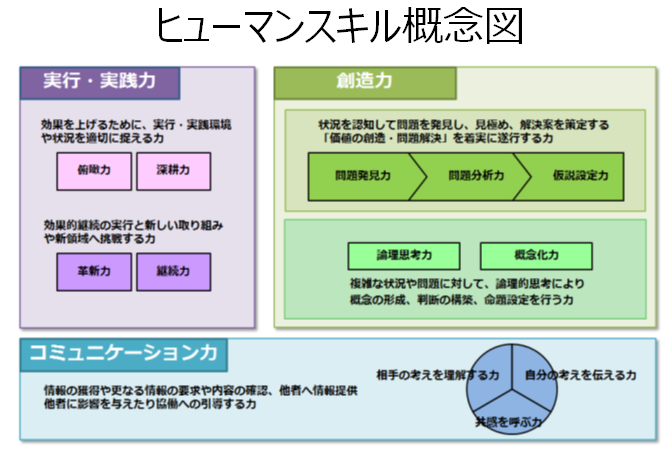 ヒューマンスキル概念図
実行・実践力
効果を上げるために、実行・実践環境
や状況を適切に捉える力
俯瞰力
深耕力
効果的継続の実行と新しい取り組み
や新領域へ挑戦する力
革新力
継続力
創造力
状況を認知して問題を発見し、見極め、解決案を策定する
「価値の創造・問題解決」を着実に遂行する力
問題発見力
問題分析力
仮説設定力
論理思考力
概念化力
複雑な状況や問題に対して、論理的思考により
概念の形成、判断の構築、命題設定を行う力
コミュニケーション力
情報の獲得や更なる情報の要求や内容の確認、他者へ情報提供
他者に影響を与えたり協働への引導する力
相手の考えを理解する力
自分の考えを伝える力
共感を呼ぶ力